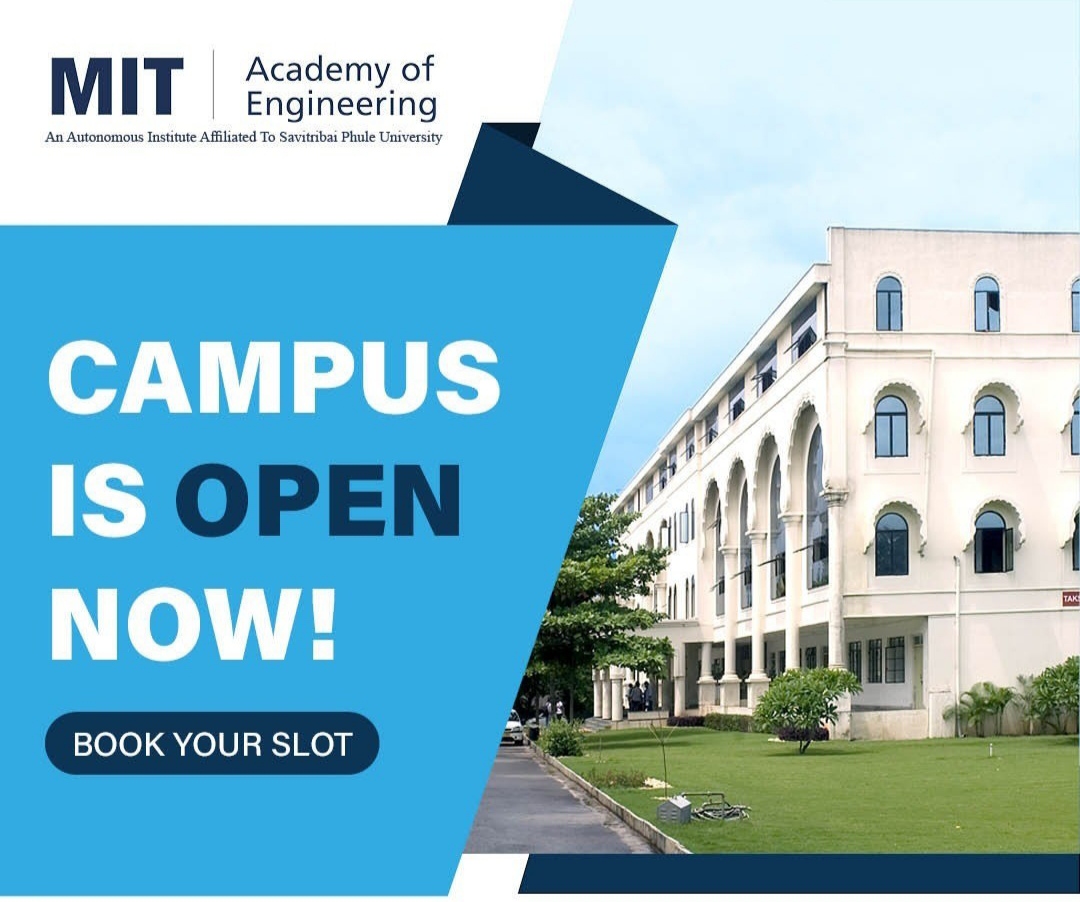 MIT
Academy of
Engineering
An Autonomous Institute Affiliated To Savitribai Phule University
CAMPUS
IS OPEN
NOW!
BOOK YOUR SLOT